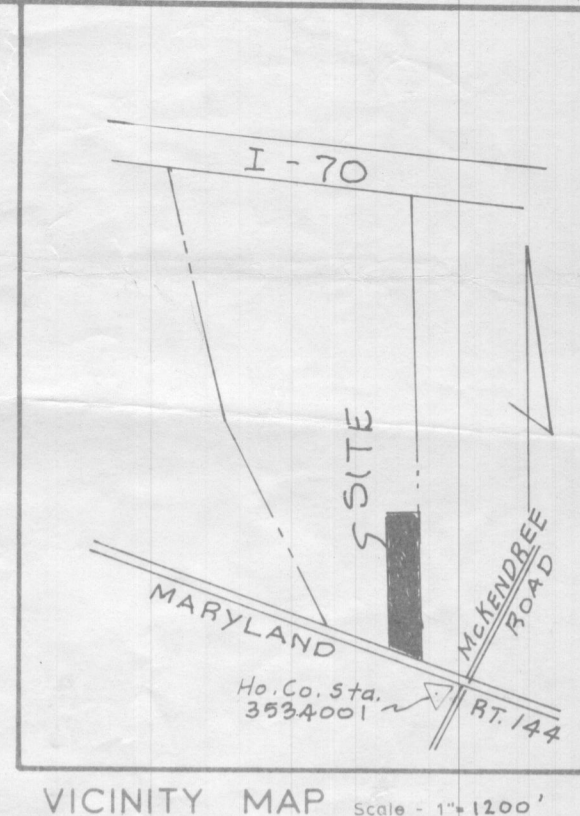 I - 70
SITE
McKENDREE
ROAD
MARYLAND
RT. 144
Ho. Co. Sta.
3534001
VICINITY MAP Scale - 1"= 1200'